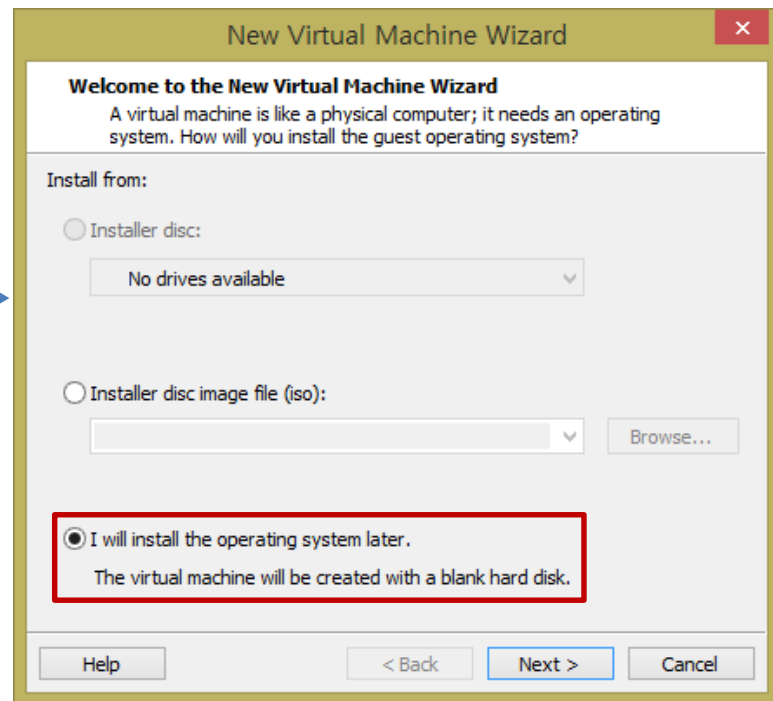 New Virtual Machine Wizard
Welcome to the New Virtual Machine Wizard
A virtual machine is like a physical computer; it needs an operating
system. How will you install the guest operating system?
Install from:
Installer disc:
No drives available
Installer disc image file (iso):
Browse...
I will install the operating system later.
The virtual machine will be created with a blank hard disk.
Help
< Back
Next >
Cancel